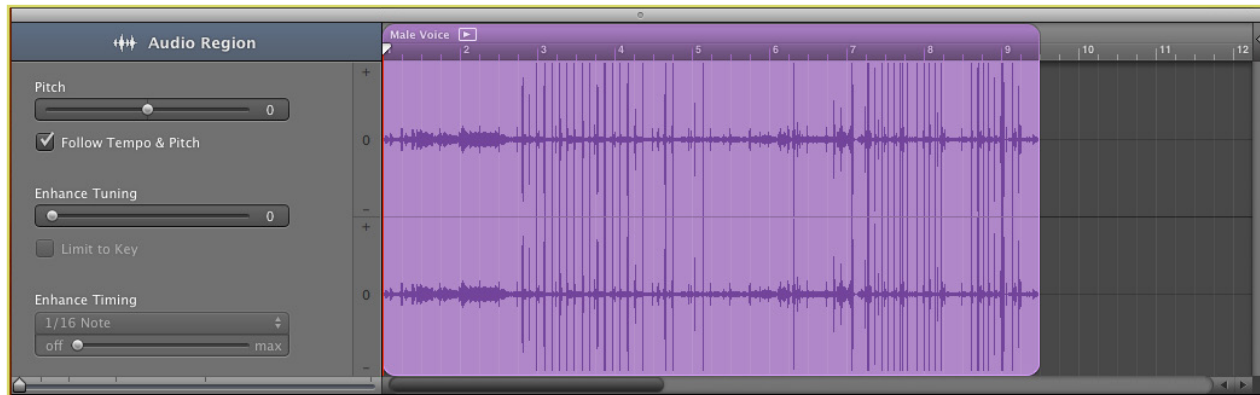 Audio Region
Pitch
0
Follow Tempo & Pitch
Enhance Tuning
0
Limit to Key
Enhance Timing
1/16 Note
off max
Male Voice
2 3 4 5 6 7 8 9 10 11 12
+
0
-
+
0
-